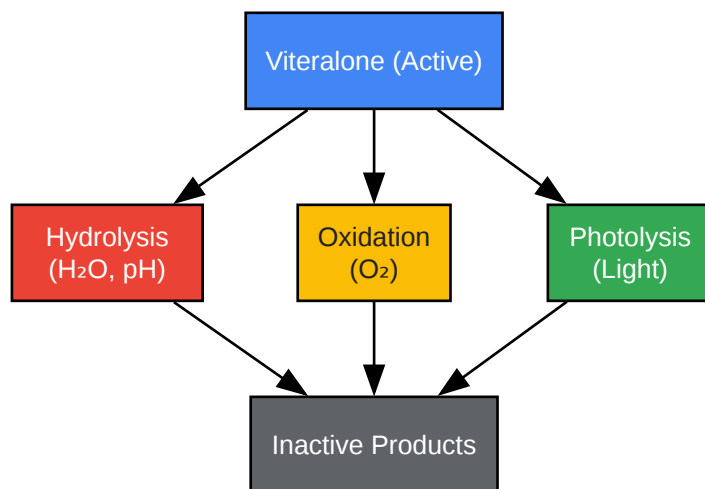 Viteralone (Active)
Hydrolysis
(H₂O, pH)
Oxidation
(O₂)
Photolysis
(Light)
Inactive Products